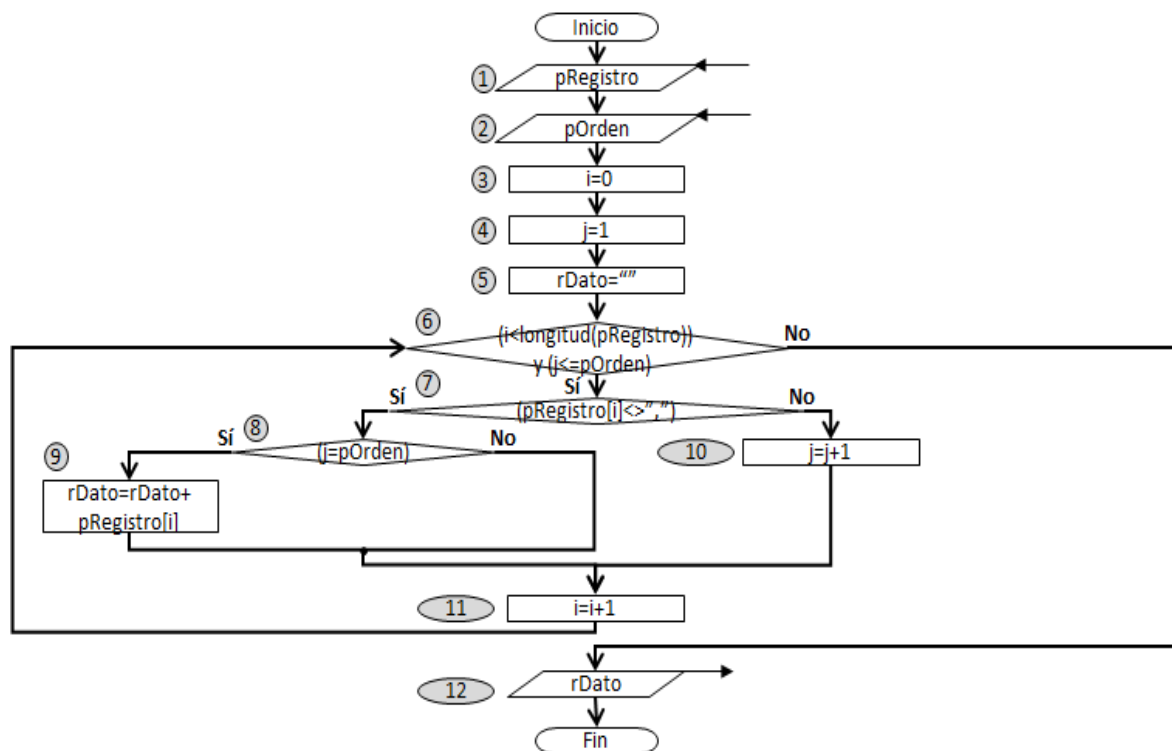 Inicio
1 pRegistro
2 pOrden
3 i=0
4 j=1
5 rDato=“”
6 (i<longitud(pRegistro)) No
y (j<=pOrden)
7 Sí Sí No
(pRegistro[i]<>”,”)
8 Sí (j=pOrden) No
10 j=j+1
9
rDato=rDato+
pRegistro[i]
11 i=i+1
12 rDato
Fin